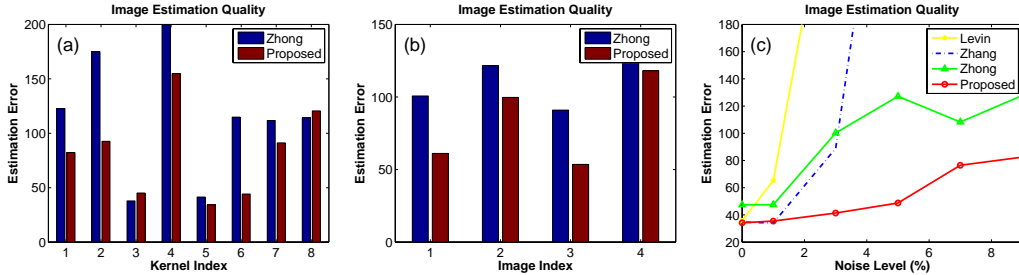 Image Estimation Quality
(a)
Zhong
Proposed
Estimation Error
200
150
100
50
0
1 2 3 4 5 6 7 8
Kernel Index
Image Estimation Quality
(b)
Zhong
Proposed
Estimation Error
150
100
50
0
1 2 3 4
Image Index
Image Estimation Quality
(c)
Levin
Zhang
Zhong
Proposed
Estimation Error
180
160
140
120
100
80
60
40
20
0 2 4 6 8
Noise Level (%)